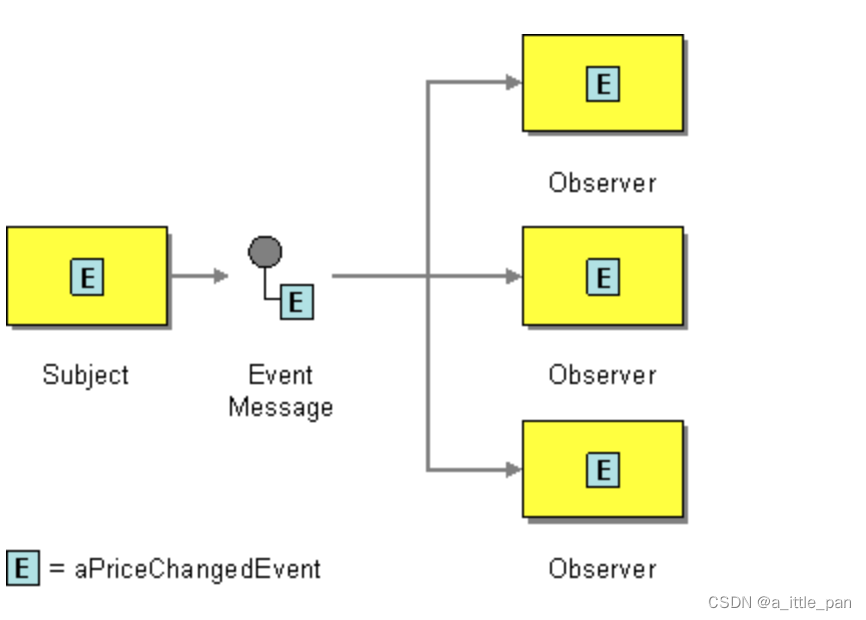 E
Observer
E
E
E
Subject
Event
Message
Observer
E
Observer
E = aPriceChangedEvent
CSDN @a_ittle_pan